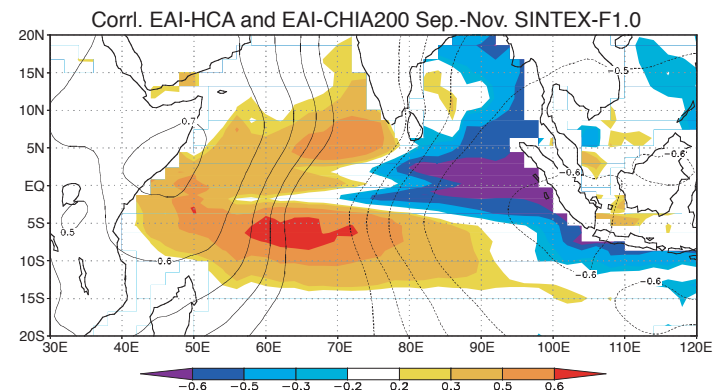 Corrl. EAI-HCA and EAI-CHIA200 Sep.-Nov. SINTEX-F1.0
20N
15N
10N
5N
EQ
5S
10S
15S
20S
30E 40E 50E 60E 70E 80E 90E 100E 110E 120E
0.7
0.5
0.6
-0.5
-0.6
-0.6
-0.6
-0.6
-0.6 -0.5 -0.3 -0.2 0.2 0.3 0.5 0.6